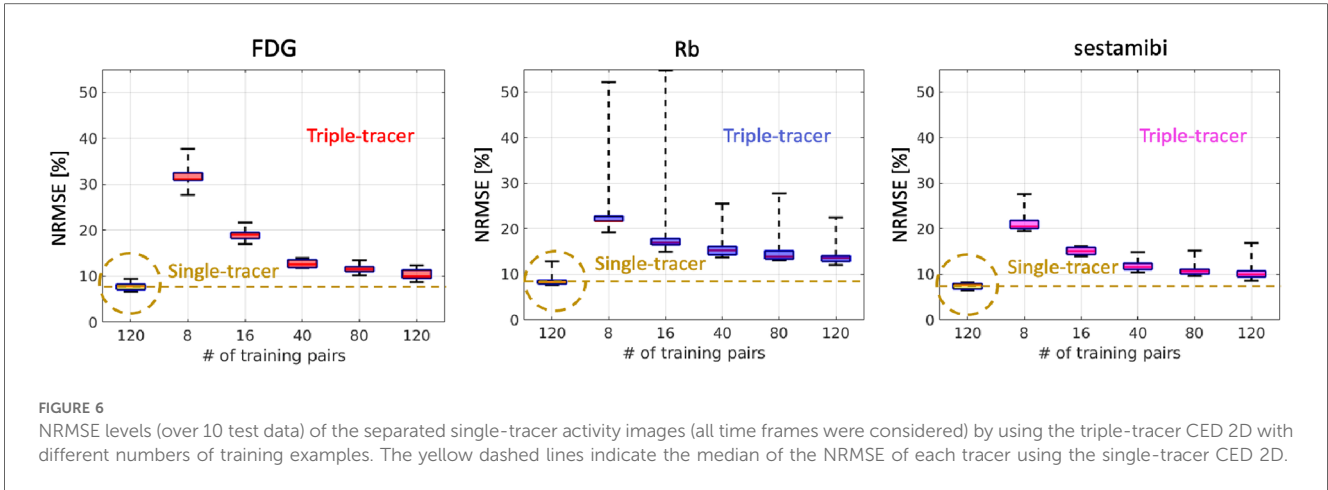 FDG
NRMSE [%]
50
40
30
20
10
0
Triple-tracer
Single-tracer
120 8 16 40 80 120
# of training pairs
Rb
NRMSE [%]
50
40
30
20
10
0
Triple-tracer
Single-tracer
120 8 16 40 80 120
# of training pairs
sestamibi
NRMSE [%]
50
40
30
20
10
0
Triple-tracer
Single-tracer
120 8 16 40 80 120
# of training pairs
FIGURE 6
NRMSE levels (over 10 test data) of the separated single-tracer activity images (all time frames were considered) by using the triple-tracer CED 2D with
different numbers of training examples. The yellow dashed lines indicate the median of the NRMSE of each tracer using the single-tracer CED 2D.